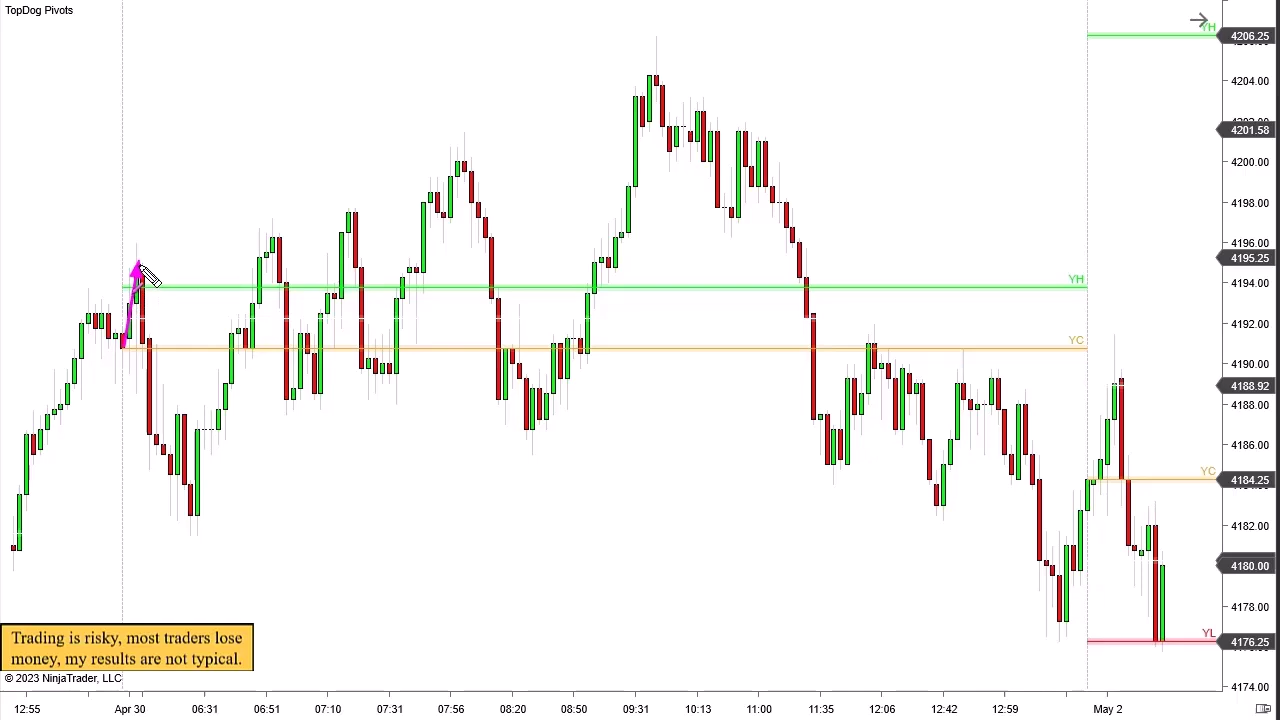 TopDog Pivots
YH
4206.25
4204.00
4201.58
4200.00
4198.00
4196.00
4195.25
YH
4194.00
4192.00
YC
4190.00
4188.92
4188.00
4186.00
YC
4184.25
4182.00
4180.00
4178.00
YL
4176.25
4174.00
Trading is risky, most traders lose
money, my results are not typical.
© 2023 NinjaTrader, LLC
12:55 Apr 30 06:31 06:51 07:10 07:31 07:56 08:20 08:50 09:31 10:13 11:00 11:35 12:06 12:42 12:59 May 2